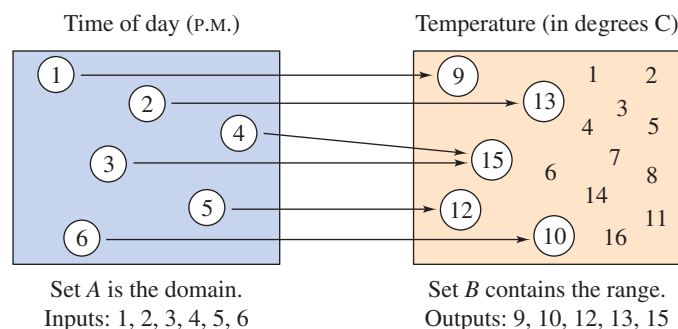 Time of day (P.M.) Temperature (in degrees C)
1 9 1 2
2 13 3
4 4 5
3 15 7
6 8
14
5 12 11
6 10 16
Set A is the domain. Set B contains the range.
Inputs: 1, 2, 3, 4, 5, 6 Outputs: 9, 10, 12, 13, 15